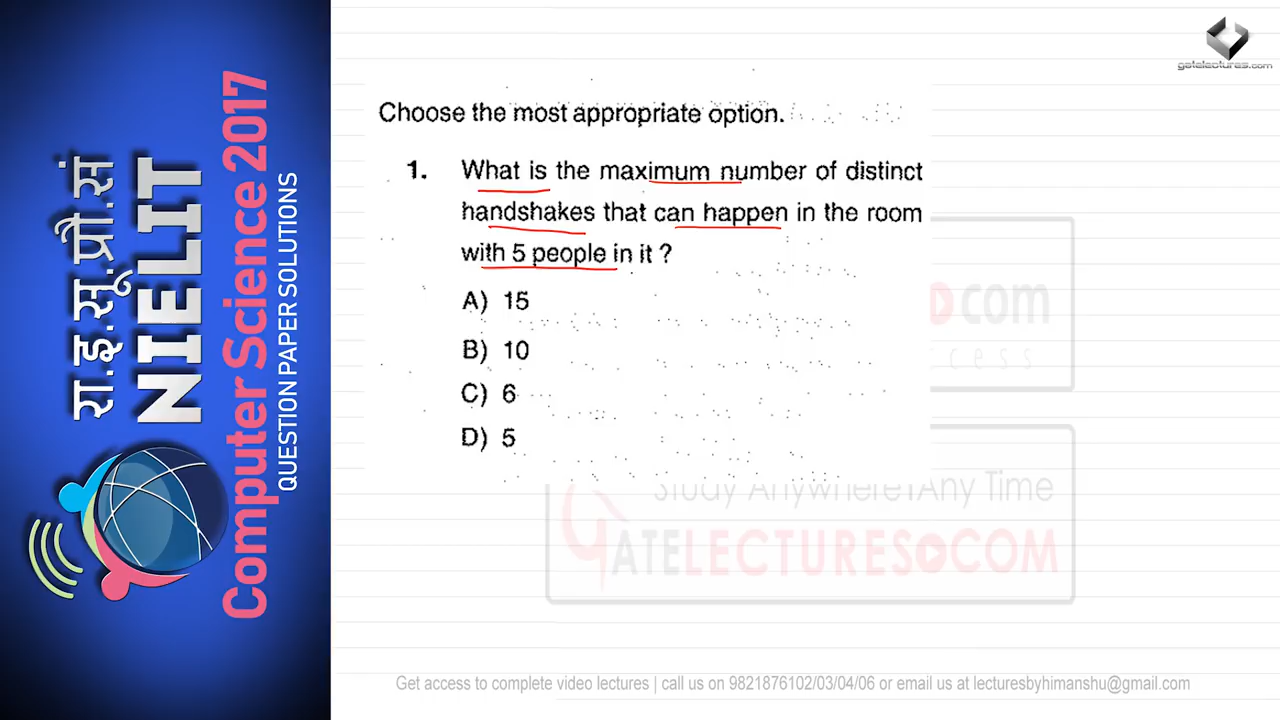 रा.इ.सू.प्रौ.सं
NIELIT
Computer Science 2017
QUESTION PAPER SOLUTIONS
gatelectures.com
Choose the most appropriate option.
1. What is the maximum number of distinct
handshakes that can happen in the room
with 5 people in it ?
A) 15
B) 10
C) 6
D) 5
com
cess
Study Anywhere Any Time
GATELECTURES COM
Get access to complete video lectures | call us on 9821876102/03/04/06 or email us at lecturesbyhimanshu@gmail.com